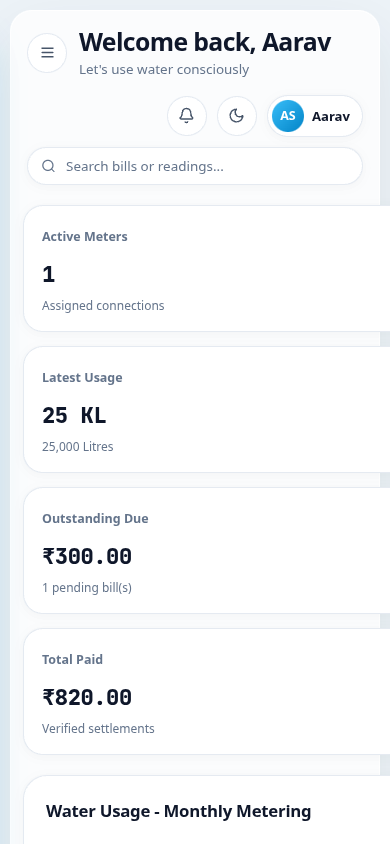 Welcome back, Aarav
Let's use water consciously
AS Aarav
Search bills or readings...
Active Meters
1
Assigned connections
Latest Usage
25 KL
25,000 Litres
Outstanding Due
₹300.00
1 pending bill(s)
Total Paid
₹820.00
Verified settlements
Water Usage - Monthly Metering